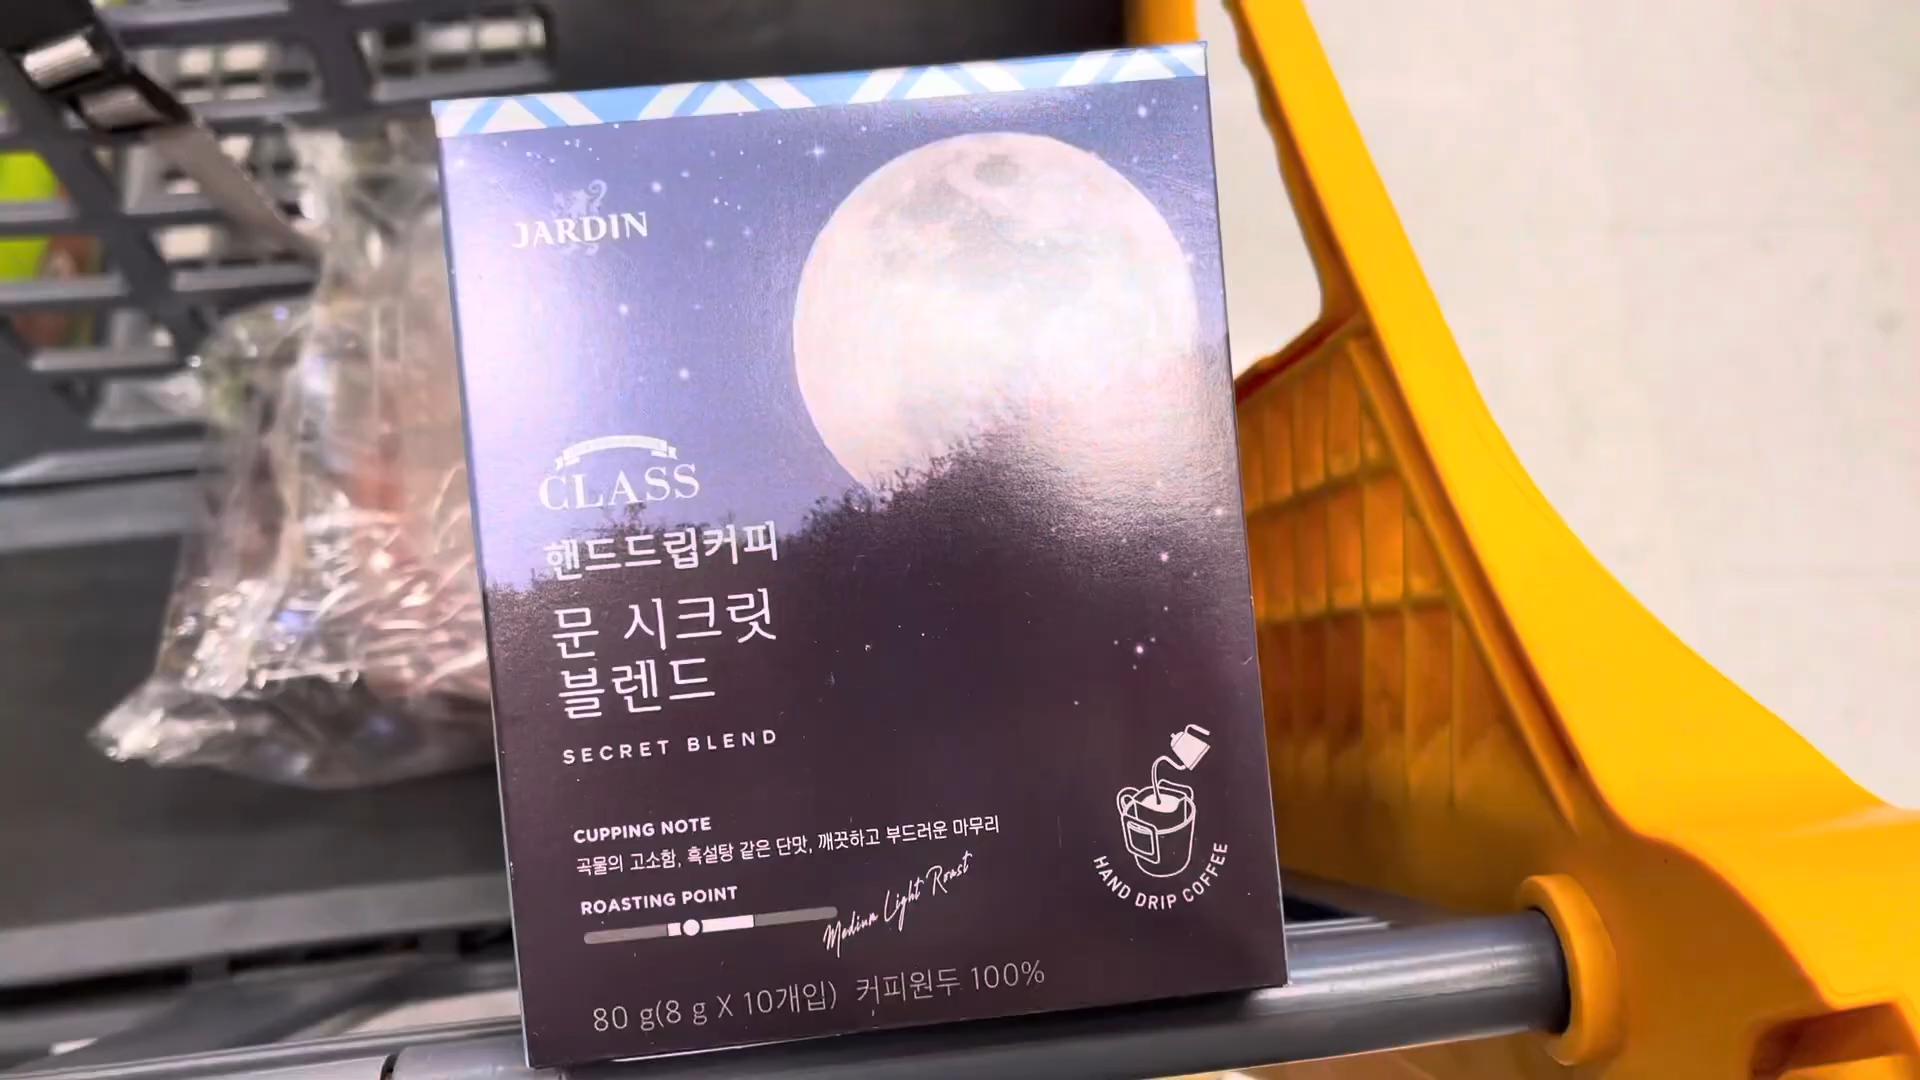 JARDIN
CLASS
핸드드립커피
문 시크릿
블렌드
SECRET BLEND
CUPPING NOTE
곡물의 고소함, 흑설탕 같은 단맛, 깨끗하고 부드러운 마무리
ROASTING POINT
Medium Light Roast
HAND DRIP COFFEE
80 g(8 g X 10개입) 커피원두 100%